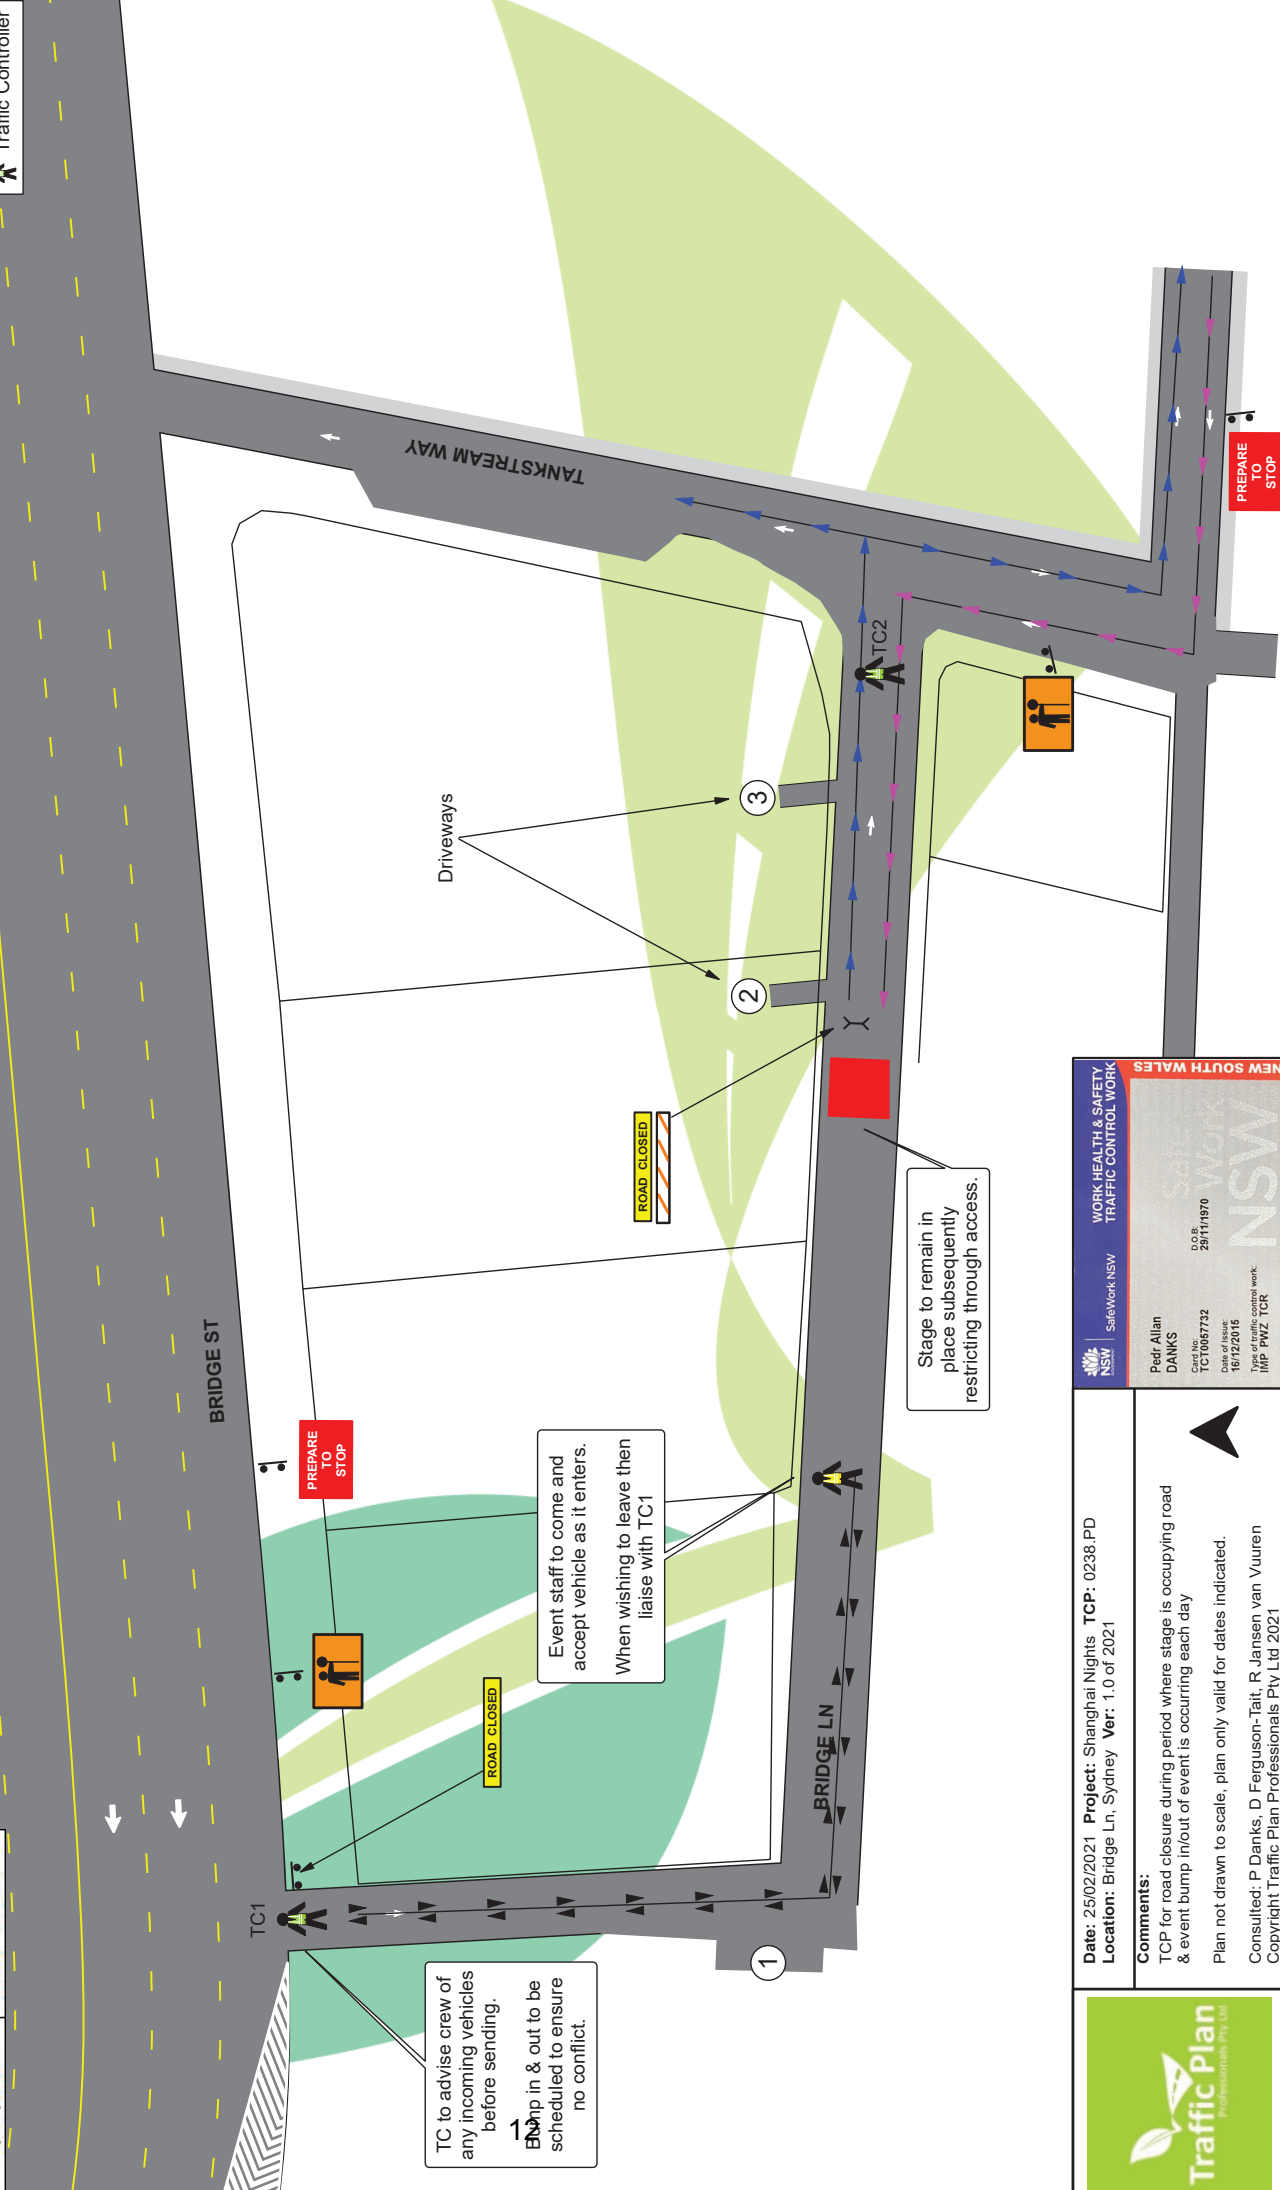 Traffic Controller
BRIDGE ST
TANKSTREAM WAY
BRIDGE LN
TC1
TC2
Driveways
1
2
3
PREPARE
TO
STOP
PREPARE
TO
STOP
ROAD CLOSED
ROAD CLOSED
TC to advise crew of
any incoming vehicles
before sending.
Bump in & out to be
scheduled to ensure
no conflict.
Event staff to come and
accept vehicle as it enters.
When wishing to leave then
liaise with TC1
Stage to remain in
place subsequently
restricting through access.
12
Traffic Plan
Professionals Pty Ltd
Date: 25/02/2021 Project: Shanghai Nights TCP: 0238.PD
Location: Bridge Ln, Sydney Ver: 1.0 of 2021
Comments:
TCP for road closure during period where stage is occupying road
& event bump in/out of event is occurring each day
Plan not drawn to scale, plan only valid for dates indicated.
Consulted: P Danks, D Ferguson-Tait, R Jansen van Vuuren
Copyright Traffic Plan Professionals Pty Ltd 2021
NSW
GOVERNMENT
SafeWork NSW
WORK HEALTH & SAFETY
TRAFFIC CONTROL WORK
NEW SOUTH WALES
Pedr Allan
DANKS
Card No:
TCT0057732
D.O.B:
29/11/1970
Date of Issue:
16/12/2015
Type of traffic control work:
IMP PWZ TCR
Safe
Work
NSW